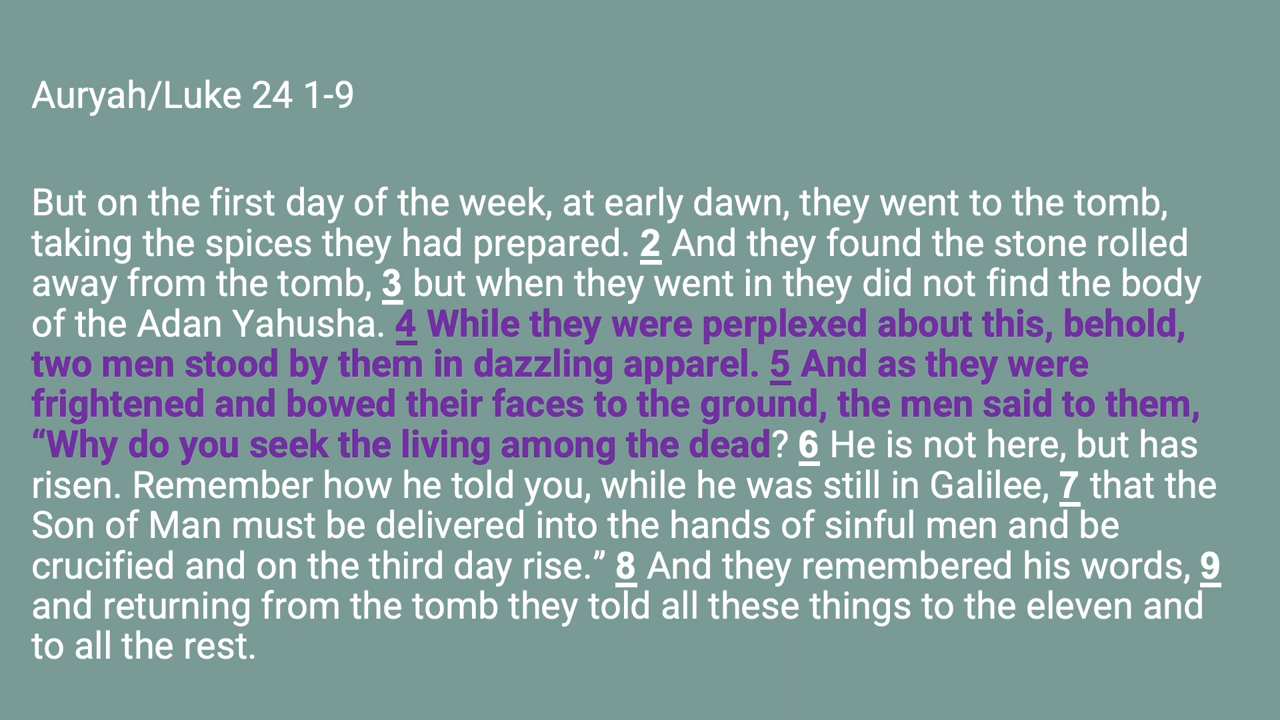 Auryah/Luke 24 1-9
But on the first day of the week, at early dawn, they went to the tomb,
taking the spices they had prepared. 2 And they found the stone rolled
away from the tomb, 3 but when they went in they did not find the body
of the Adan Yahusha. 4 While they were perplexed about this, behold,
two men stood by them in dazzling apparel. 5 And as they were
frightened and bowed their faces to the ground, the men said to them,
“Why do you seek the living among the dead? 6 He is not here, but has
risen. Remember how he told you, while he was still in Galilee, 7 that the
Son of Man must be delivered into the hands of sinful men and be
crucified and on the third day rise.” 8 And they remembered his words, 9
and returning from the tomb they told all these things to the eleven and
to all the rest.